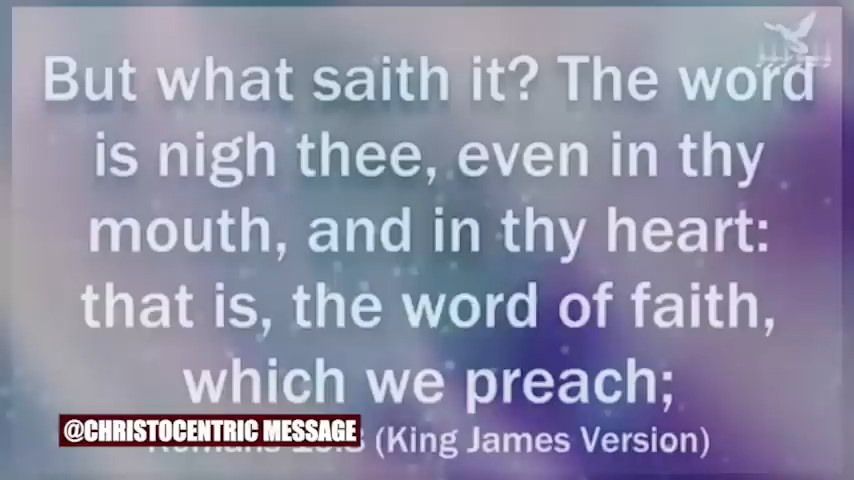 But what saith it? The word
is nigh thee, even in thy
mouth, and in thy heart:
that is, the word of faith,
which we preach;
@CHRISTOCENTRIC MESSAGE
(King James Version)